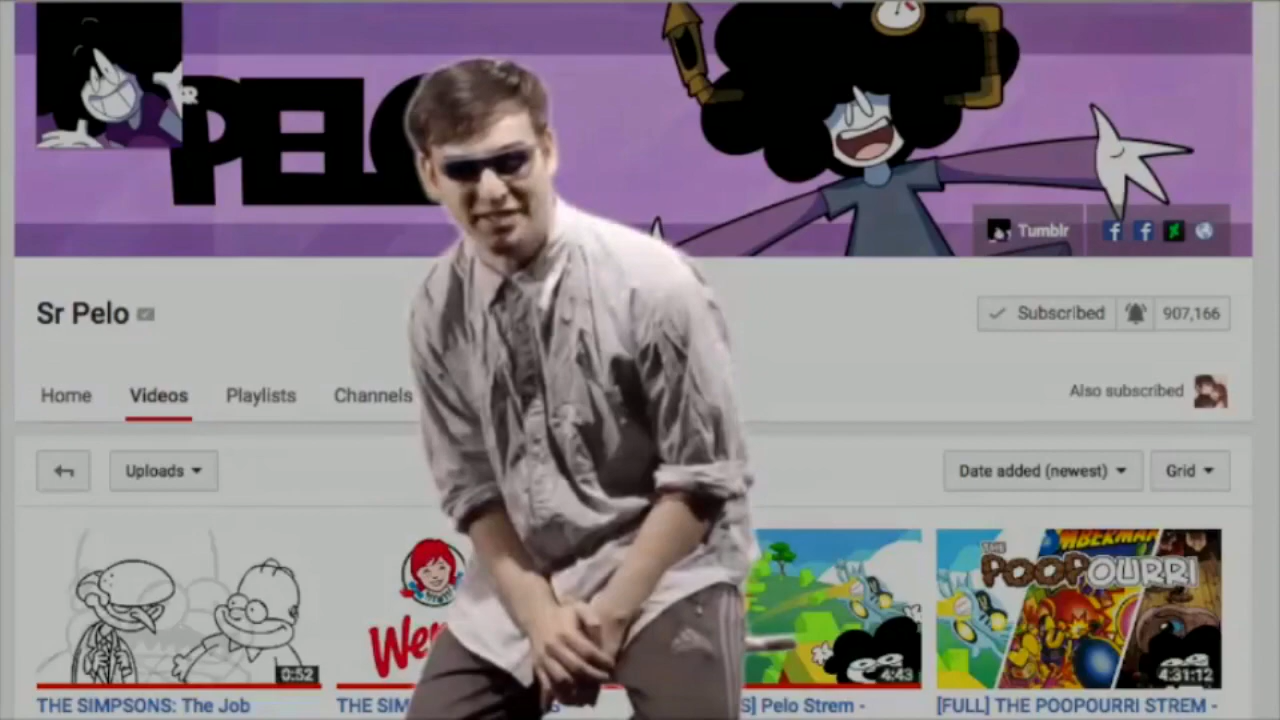 PELO
Tumblr
Sr Pelo
Subscribed
907,166
Home
Videos
Playlists
Channels
Also subscribed
Uploads
Date added (newest)
Grid
0:52
4:43
THE
BERMAN
POOPOURRI
4:31:12
THE SIMPSONS: The Job
THE SIM
S] Pelo Strem -
[FULL] THE POOPOURRI STREM -